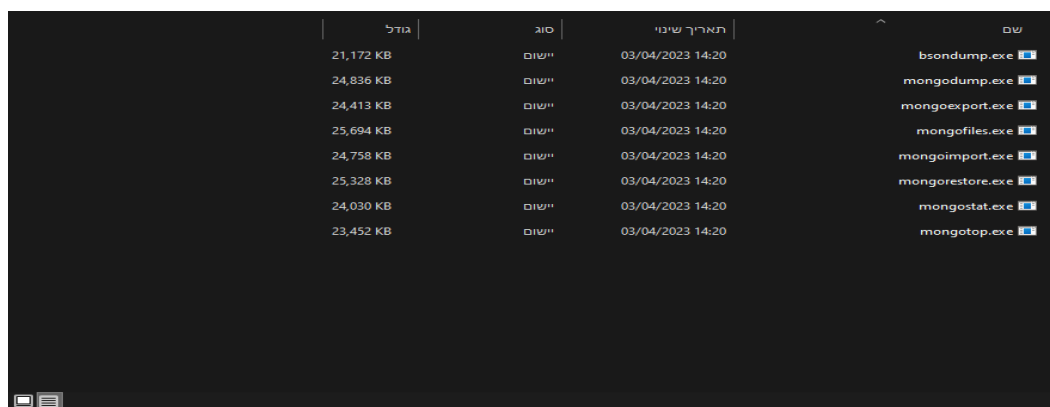 שם תאריך שינוי סוג גודל
bsondump.exe 03/04/2023 14:20 יישום 21,172 KB
mongodump.exe 03/04/2023 14:20 יישום 24,836 KB
mongoexport.exe 03/04/2023 14:20 יישום 24,413 KB
mongofiles.exe 03/04/2023 14:20 יישום 25,694 KB
mongoimport.exe 03/04/2023 14:20 יישום 24,758 KB
mongorestore.exe 03/04/2023 14:20 יישום 25,328 KB
mongostat.exe 03/04/2023 14:20 יישום 24,030 KB
mongotop.exe 03/04/2023 14:20 יישום 23,452 KB